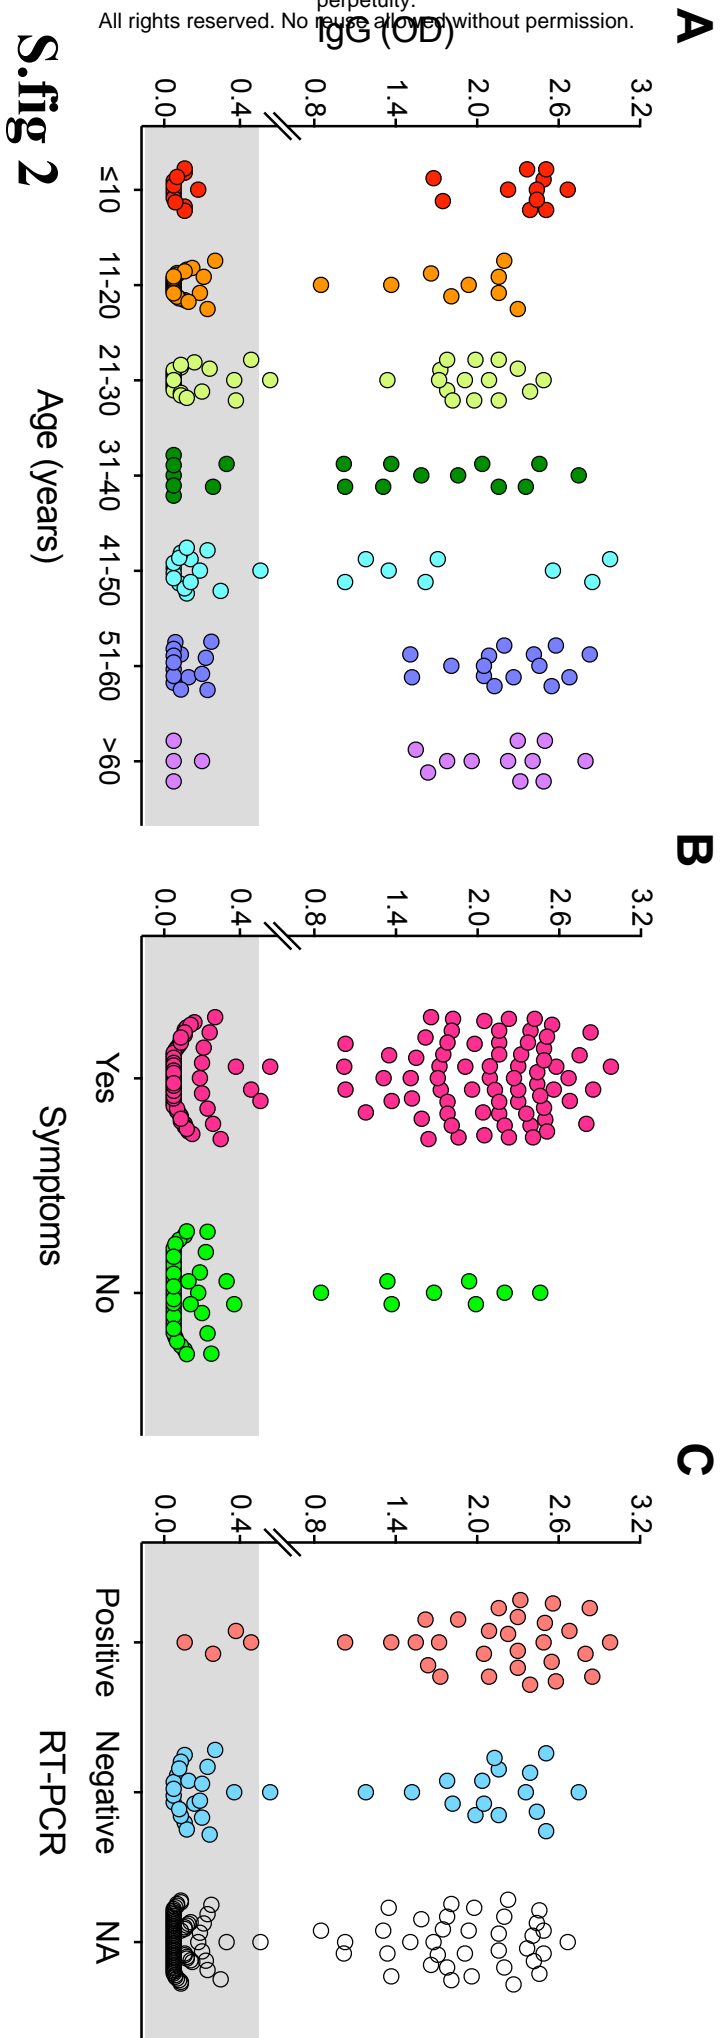 perpetuity.
All rights reserved. No reuse allowed without permission.
A
IgG (OD)
0.0
0.4
0.8
1.4
2.0
2.6
3.2
≤10
11-20
21-30
31-40
41-50
51-60
>60
Age (years)
B
0.0
0.4
0.8
1.4
2.0
2.6
3.2
Yes
No
Symptoms
C
0.0
0.4
0.8
1.4
2.0
2.6
3.2
Positive
Negative
NA
RT-PCR
S.fig 2